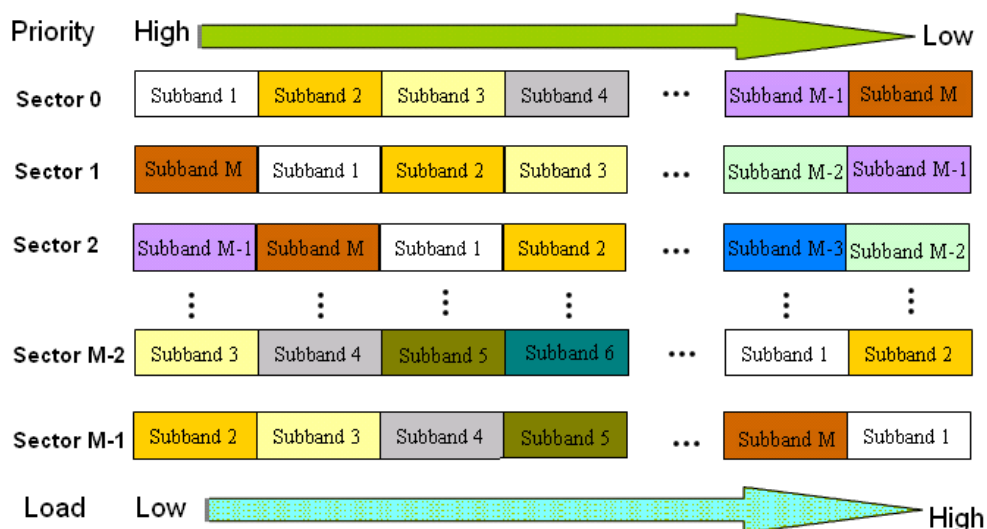 Priority High Low
Sector 0 Subband 1 Subband 2 Subband 3 Subband 4 ... Subband M-1 Subband M
Sector 1 Subband M Subband 1 Subband 2 Subband 3 ... Subband M-2 Subband M-1
Sector 2 Subband M-1 Subband M Subband 1 Subband 2 ... Subband M-3 Subband M-2
Sector M-2 Subband 3 Subband 4 Subband 5 Subband 6 ... Subband 1 Subband 2
Sector M-1 Subband 2 Subband 3 Subband 4 Subband 5 ... Subband M Subband 1
Load Low High